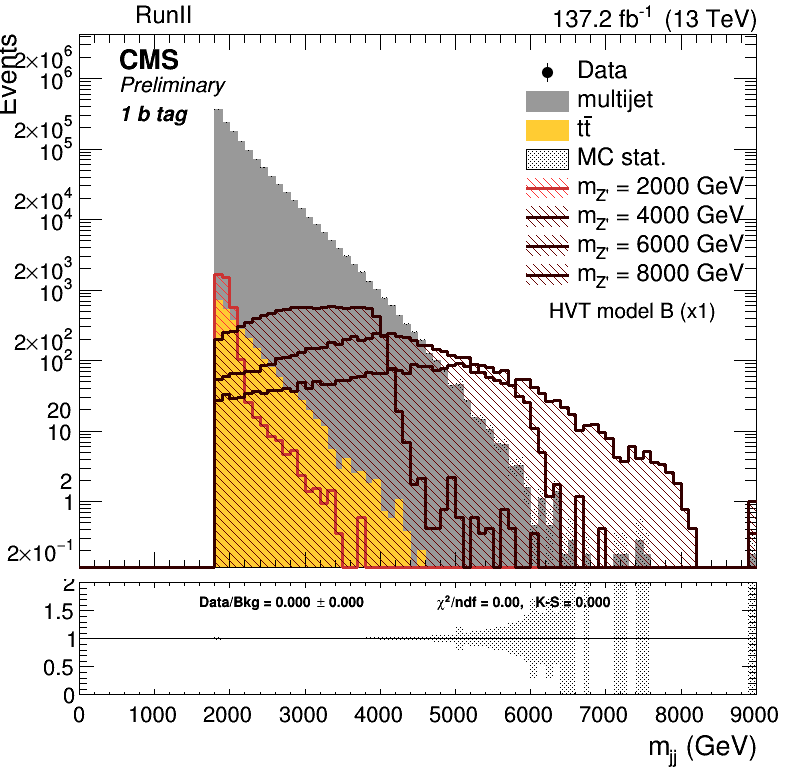 RunII
137.2 fb⁻¹ (13 TeV)
Events
CMS
Preliminary
1 b tag
Data
multijet
tt̄
MC stat.
m_Z' = 2000 GeV
m_Z' = 4000 GeV
m_Z' = 6000 GeV
m_Z' = 8000 GeV
HVT model B (x1)
2×10⁶
10⁶
2×10⁵
10⁵
2×10⁴
10⁴
2×10³
10³
2×10²
10²
20
10
2
1
2×10⁻¹
Data/Bkg = 0.000 ± 0.000
χ²/ndf = 0.00, K-S = 0.000
2
1.5
1
0.5
0
0 1000 2000 3000 4000 5000 6000 7000 8000 9000
m_jj (GeV)